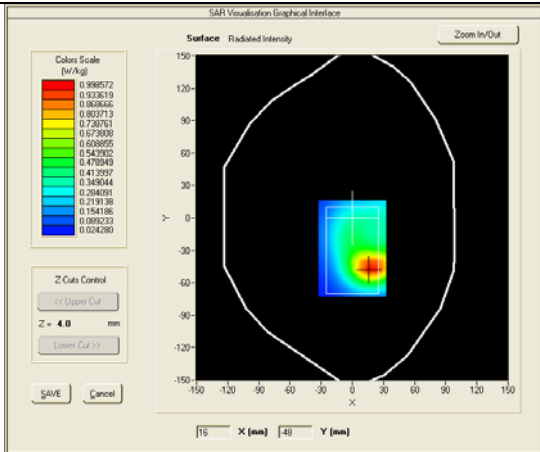 SAR Visualisation Graphical Interface
Surface Radiated Intensity
Zoom In/Out
Colors Scale
(W/kg)
0.998572
0.933619
0.868666
0.803713
0.738761
0.673808
0.608855
0.543902
0.478949
0.413997
0.349044
0.284091
0.219138
0.154186
0.089233
0.024280
150
120
90
60
30
0
-30
-60
-90
-120
-150
Y
-150 -120 -90 -60 -30 0 30 60 90 120 150
X
Z-Cuts Control
<< Upper Cut
Z = 4.0 mm
Lower Cut >>
SAVE Cancel
16 X (mm) -48 Y (mm)